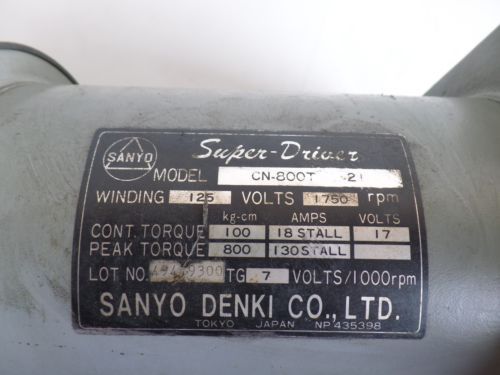 SANYO
Super-Driver
MODEL CN-800T 21
WINDING 125 VOLTS 1750 rpm
kg-cm AMPS VOLTS
CONT. TORQUE 100 18 STALL 17
PEAK TORQUE 800 130 STALL
LOT NO. TG 7 VOLTS/1000rpm
SANYO DENKI CO., LTD.
TOKYO JAPAN NP 435398